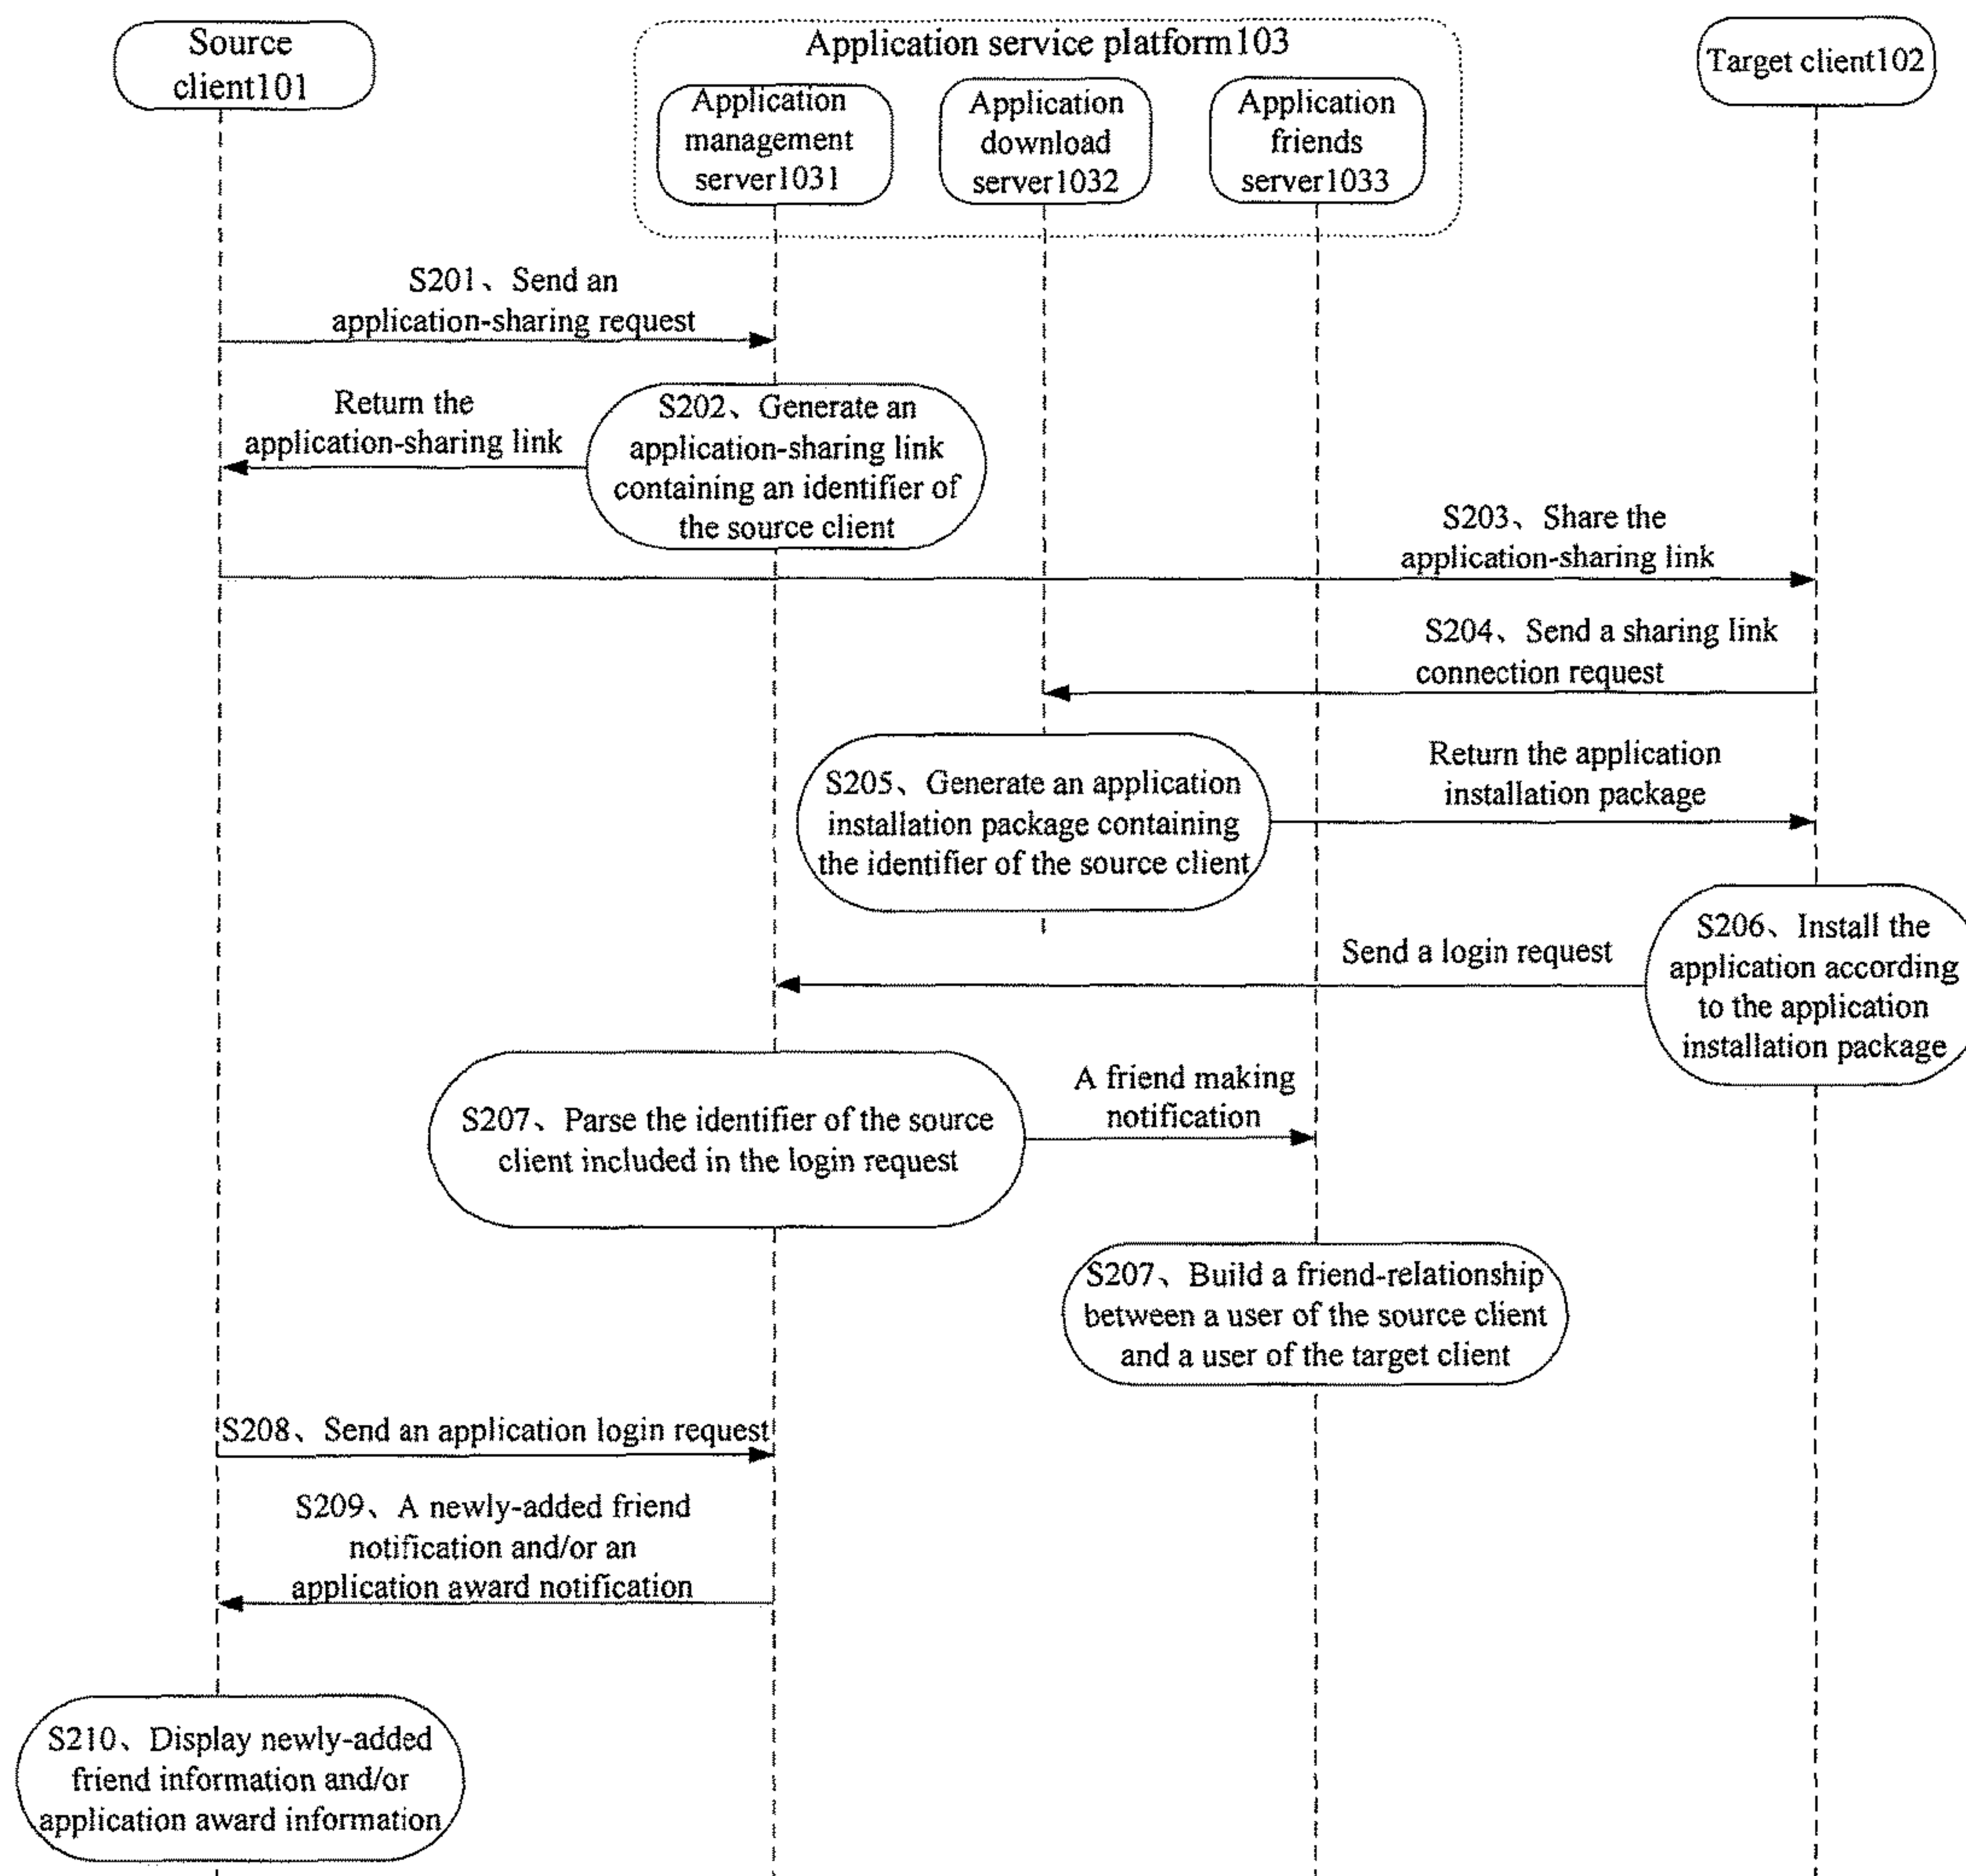 Source
client101
Application service platform103
Application
management
server1031
Application
download
server1032
Application
friends
server1033
Target client102
S201、Send an
application-sharing request
Return the
application-sharing link
S202、Generate an
application-sharing link
containing an identifier of
the source client
S203、Share the
application-sharing link
S204、Send a sharing link
connection request
S205、Generate an application
installation package containing
the identifier of the source client
Return the application
installation package
S206、Install the
application according
to the application
installation package
Send a login request
S207、Parse the identifier of the source
client included in the login request
A friend making
notification
S207、Build a friend-relationship
between a user of the source client
and a user of the target client
S208、Send an application login request
S209、A newly-added friend
notification and/or an
application award notification
S210、Display newly-added
friend information and/or
application award information